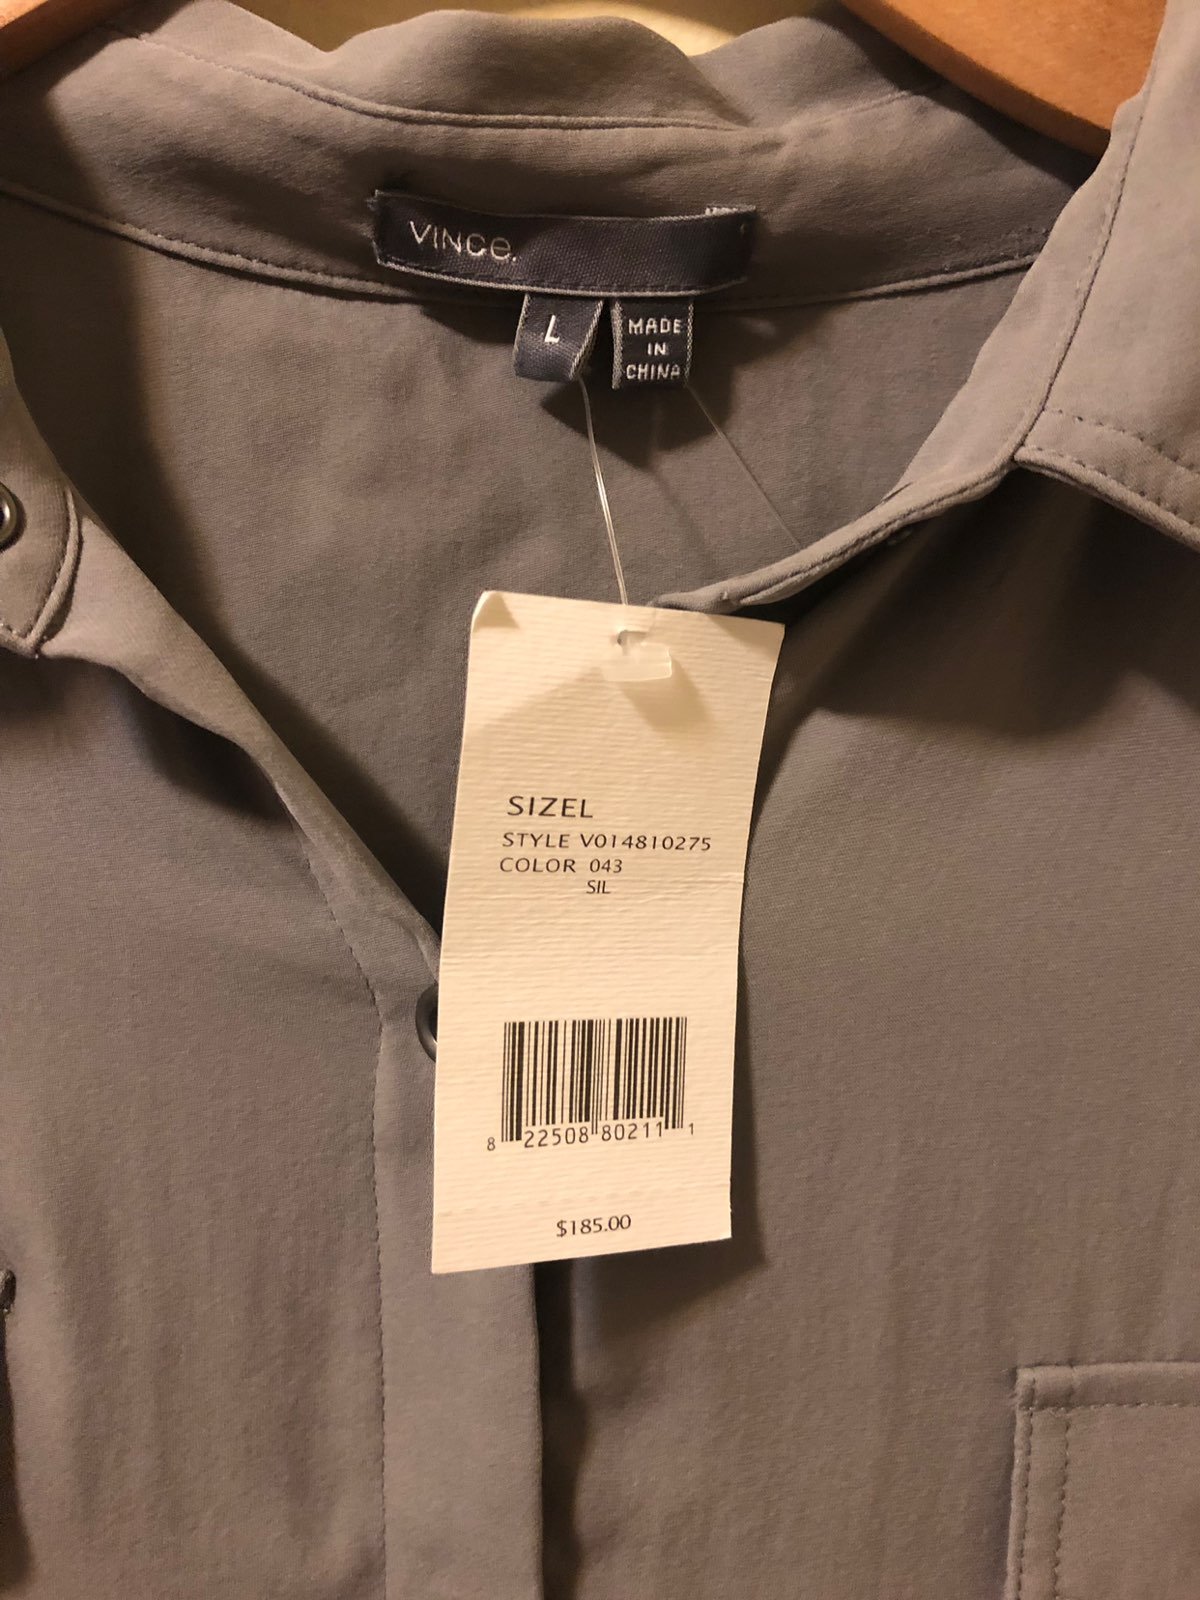 VINCE.
L
MADE
IN
CHINA
SIZEL
STYLE V014810275
COLOR 043
SIL
8 22508 80211 1
$185.00